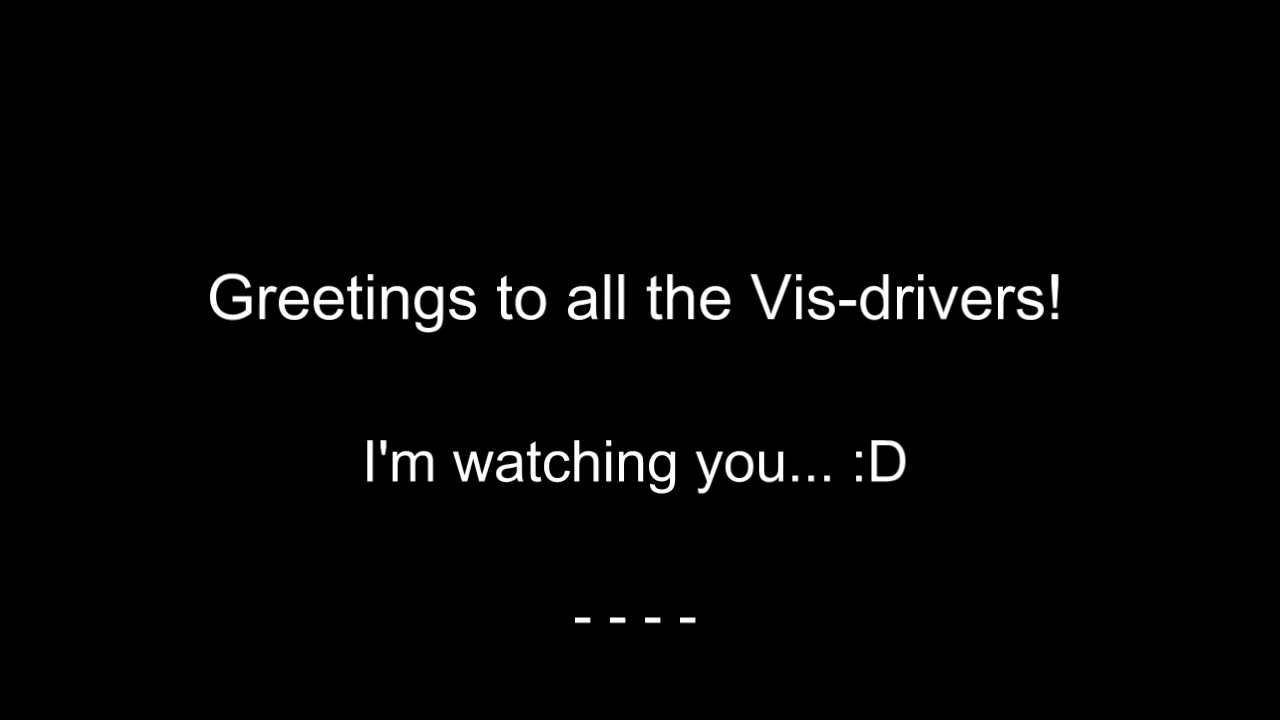 Greetings to all the Vis-drivers!
I'm watching you... :D
- - - -